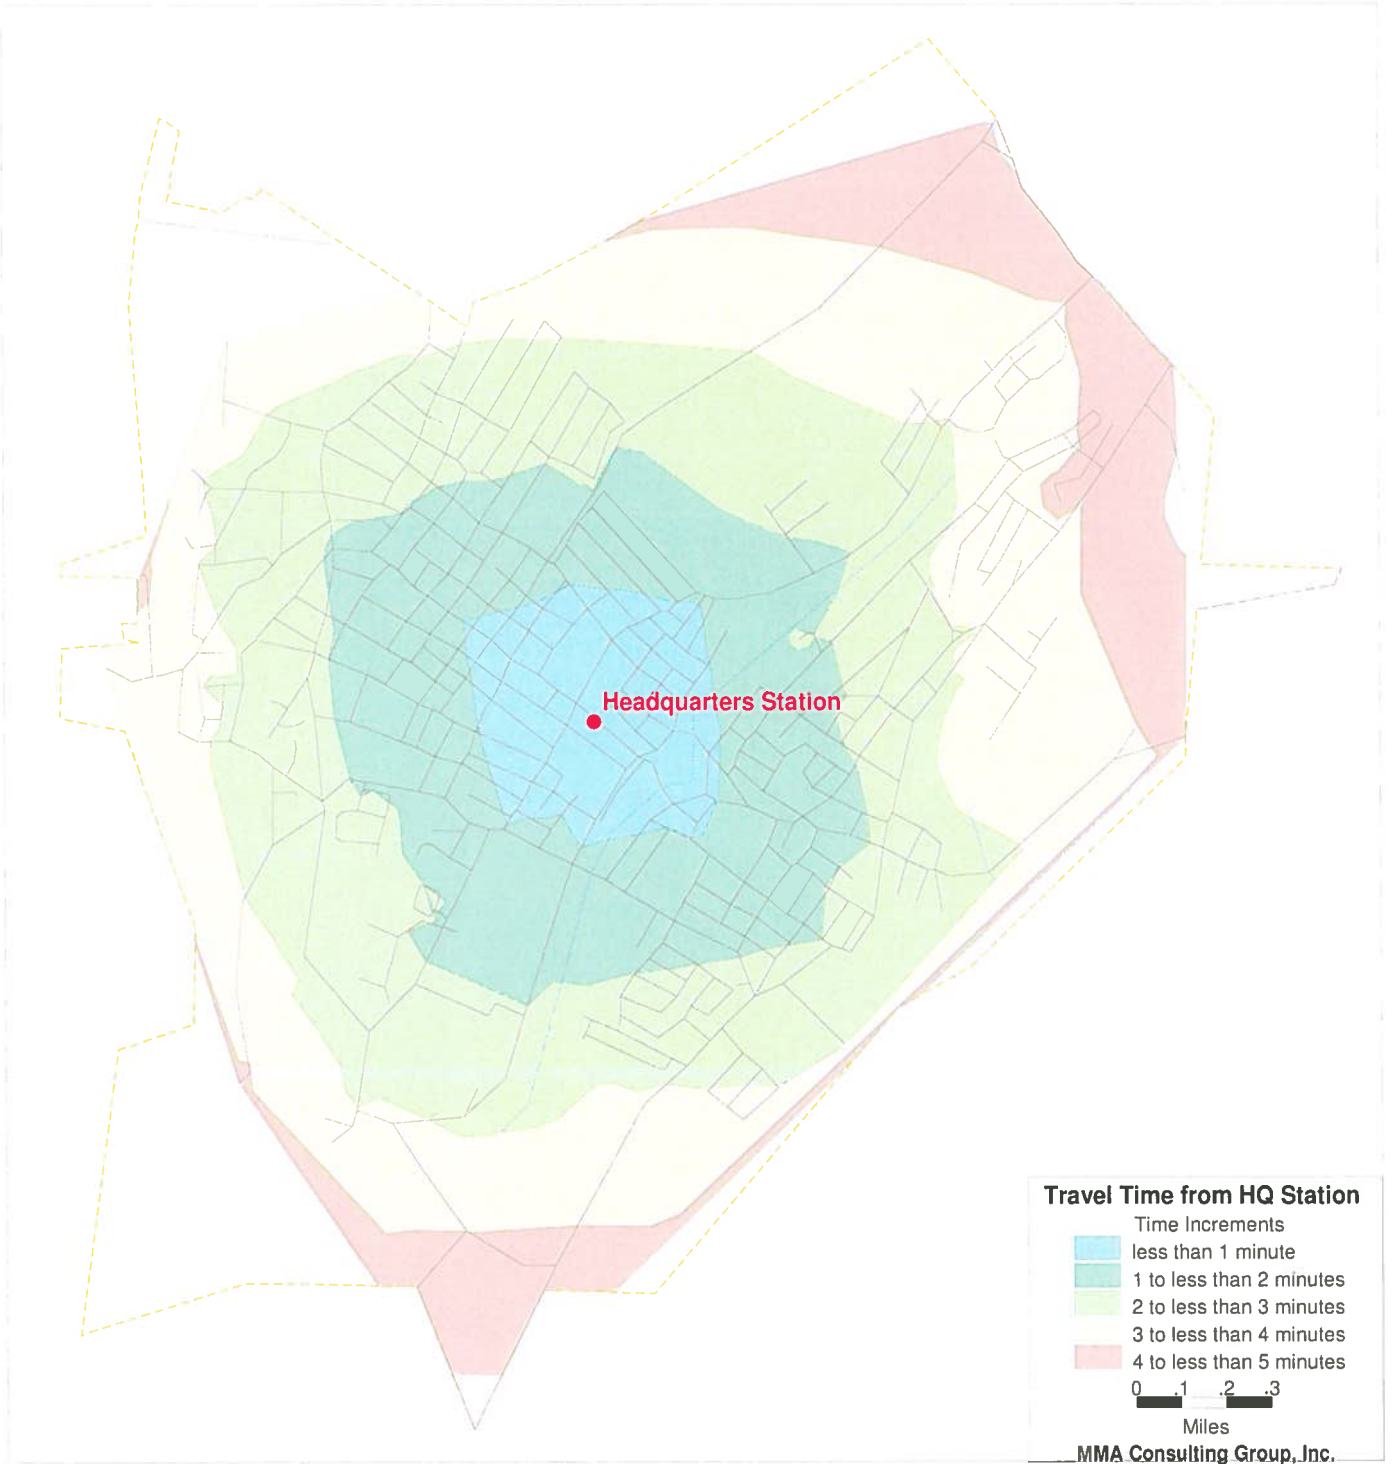 Headquarters Station
Travel Time from HQ Station
Time Increments
less than 1 minute
1 to less than 2 minutes
2 to less than 3 minutes
3 to less than 4 minutes
4 to less than 5 minutes
0 .1 .2 .3
Miles
MMA Consulting Group, Inc.